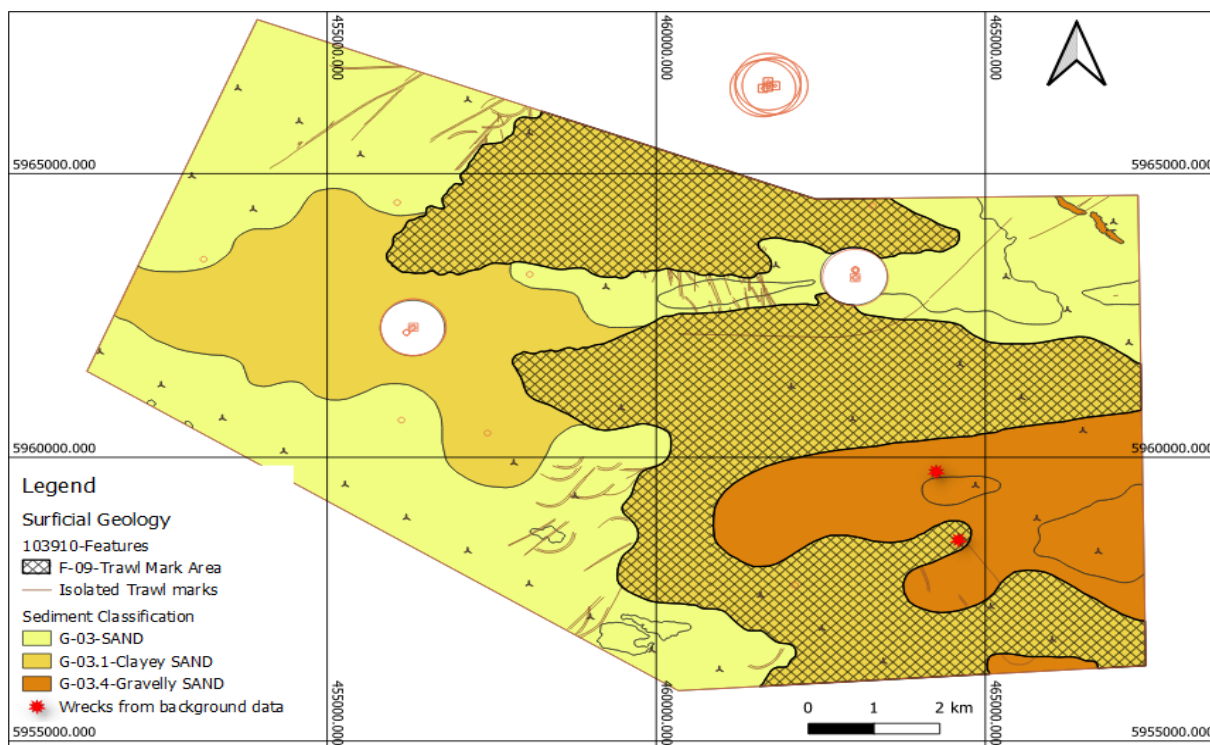 455000.000
460000.000
465000.000
5965000.000
5965000.000
5960000.000
5960000.000
Legend
Surficial Geology
103910-Features
F-09-Trawl Mark Area
Isolated Trawl marks
Sediment Classification
G-03-SAND
G-03.1-Clayey SAND
G-03.4-Gravelly SAND
Wrecks from background data
455000.000
460000.000
465000.000
0 1 2 km
5955000.000
5955000.000